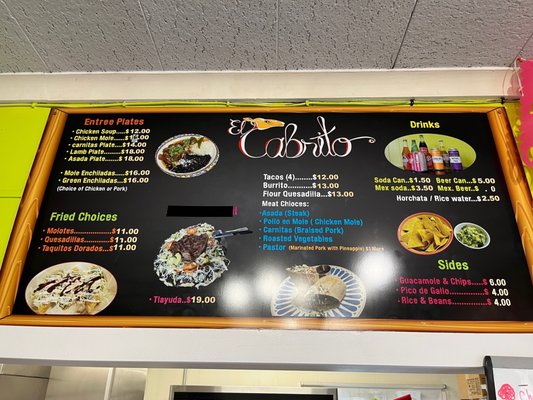 El Cabrito
Entree Plates
• Chicken Soup....$12.00
• Chicken Mole....$
• carnitas Plate....$14.00
• Lamb Plate.......$18.00
• Asada Plate......$18.00
• Mole Enchiladas....$16.00
• Green Enchiladas...$16.00
(Choice of Chicken or Pork)
Fried Choices
• Molotes................$11.00
• Quesadillas..........$11.00
• Taquitos Dorados...$11.00
• Tlayuda..$19.00
Tacos (4).........$12.00
Burrito.............$13.00
Flour Quesadilla...$13.00
Meat Chioces:
• Asada (Steak)
• Pollo en Mole ( Chicken Mole)
• Carnitas (Braised Pork)
• Roasted Vegetables
• Pastor (Marinated Pork with Pineapple) $1 More
Drinks
Soda Can...$1.50 Beer Can....$5.00
Mex soda..$3.50 Mex. Beer..$ . 0
Horchata / Rice water..$2.50
Sides
• Guacamole & Chips......$6.00
• Pico de Gallo..............$4.00
• Rice & Beans..............$4.00